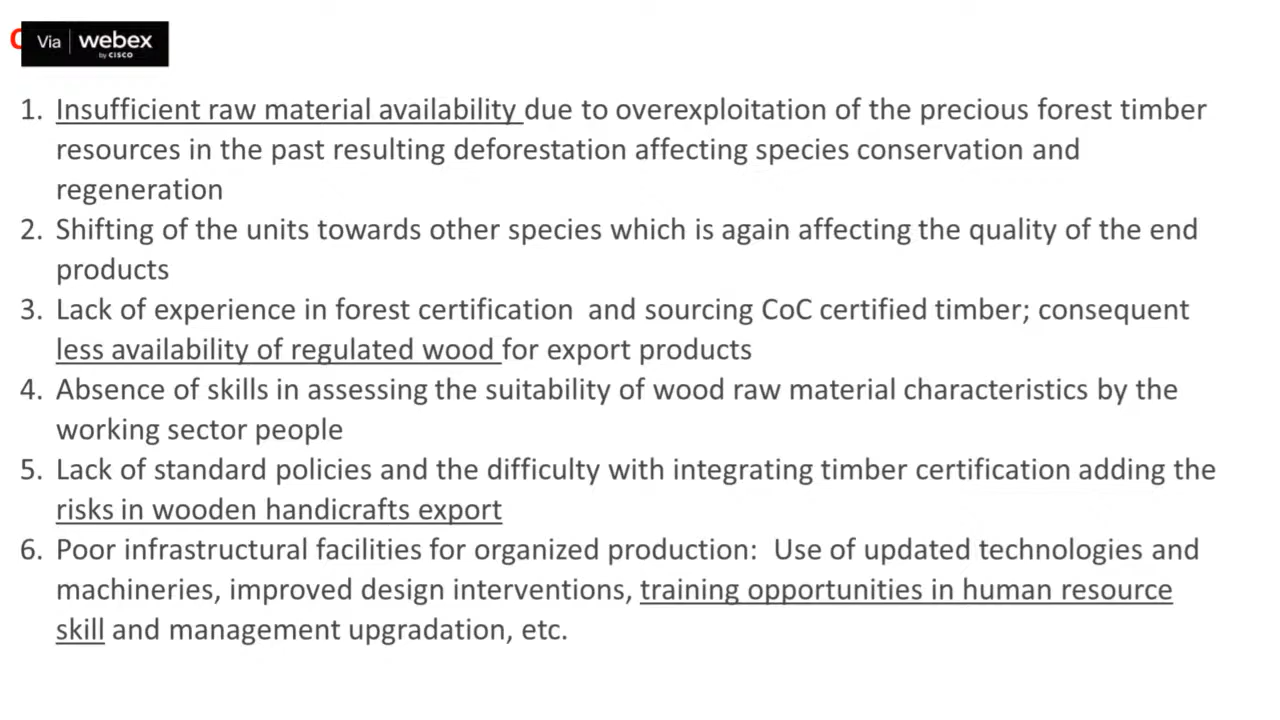 Via webex
by CISCO
1. Insufficient raw material availability due to overexploitation of the precious forest timber
resources in the past resulting deforestation affecting species conservation and
regeneration
2. Shifting of the units towards other species which is again affecting the quality of the end
products
3. Lack of experience in forest certification and sourcing CoC certified timber; consequent
less availability of regulated wood for export products
4. Absence of skills in assessing the suitability of wood raw material characteristics by the
working sector people
5. Lack of standard policies and the difficulty with integrating timber certification adding the
risks in wooden handicrafts export
6. Poor infrastructural facilities for organized production: Use of updated technologies and
machineries, improved design interventions, training opportunities in human resource
skill and management upgradation, etc.